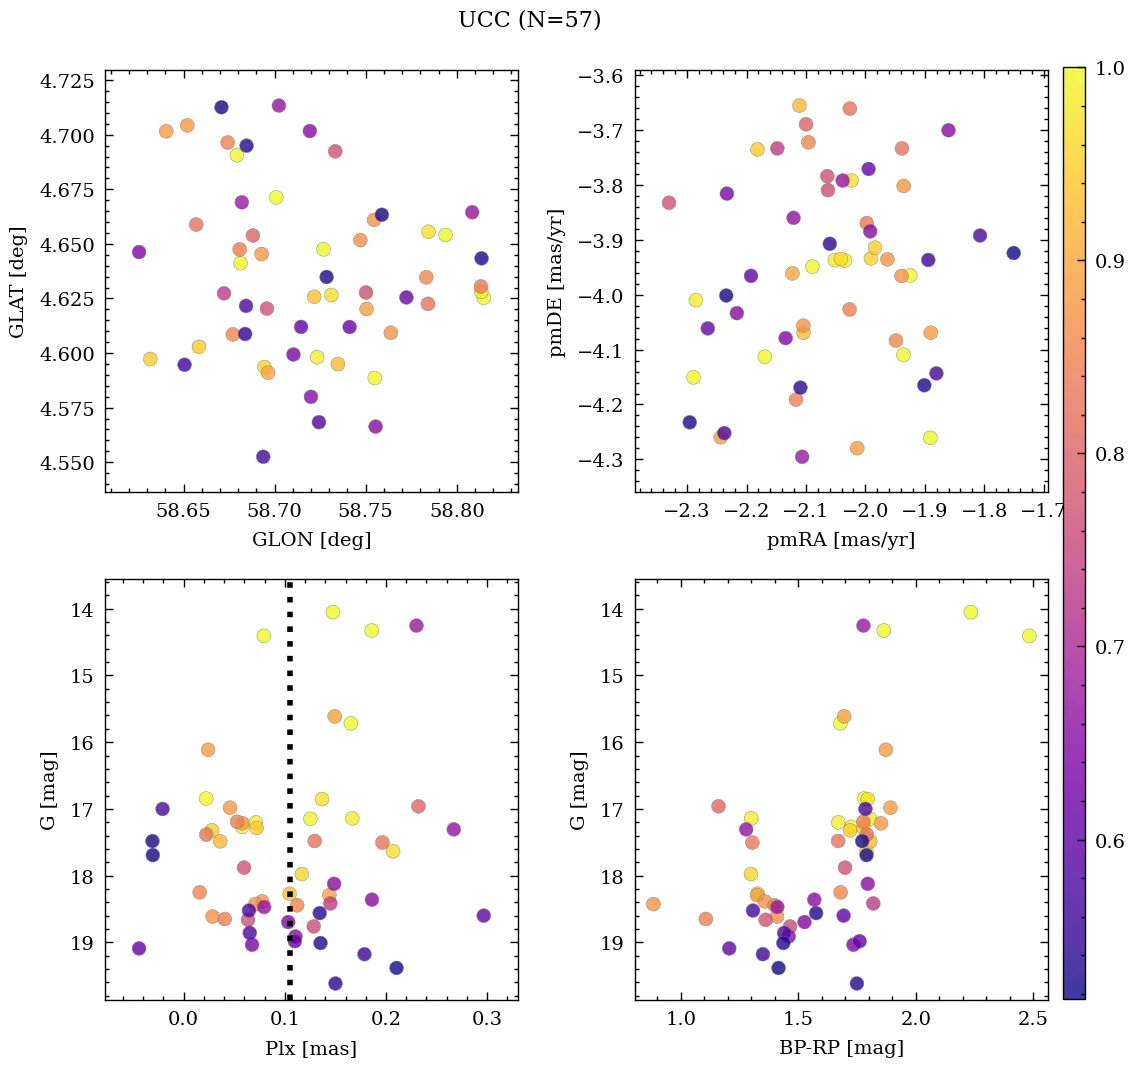 UCC (N=57)
4.725
4.700
4.675
4.650
4.625
4.600
4.575
4.550
GLAT [deg]
58.65 58.70 58.75 58.80
GLON [deg]
−3.6
−3.7
−3.8
−3.9
−4.0
−4.1
−4.2
−4.3
pmDE [mas/yr]
−2.3 −2.2 −2.1 −2.0 −1.9 −1.8 −1.7
pmRA [mas/yr]
1.0
0.9
0.8
0.7
0.6
14
15
16
17
18
19
G [mag]
0.0 0.1 0.2 0.3
Plx [mas]
14
15
16
17
18
19
G [mag]
1.0 1.5 2.0 2.5
BP-RP [mag]